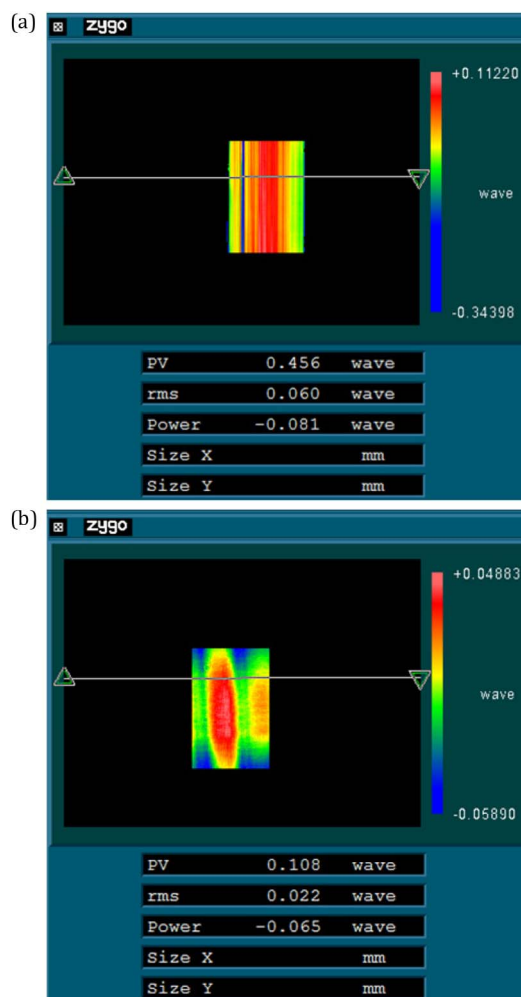 (a)
zygo
+0.11220
wave
-0.34398
PV 0.456 wave
rms 0.060 wave
Power -0.081 wave
Size X mm
Size Y mm
(b)
zygo
+0.04883
wave
-0.05890
PV 0.108 wave
rms 0.022 wave
Power -0.065 wave
Size X mm
Size Y mm